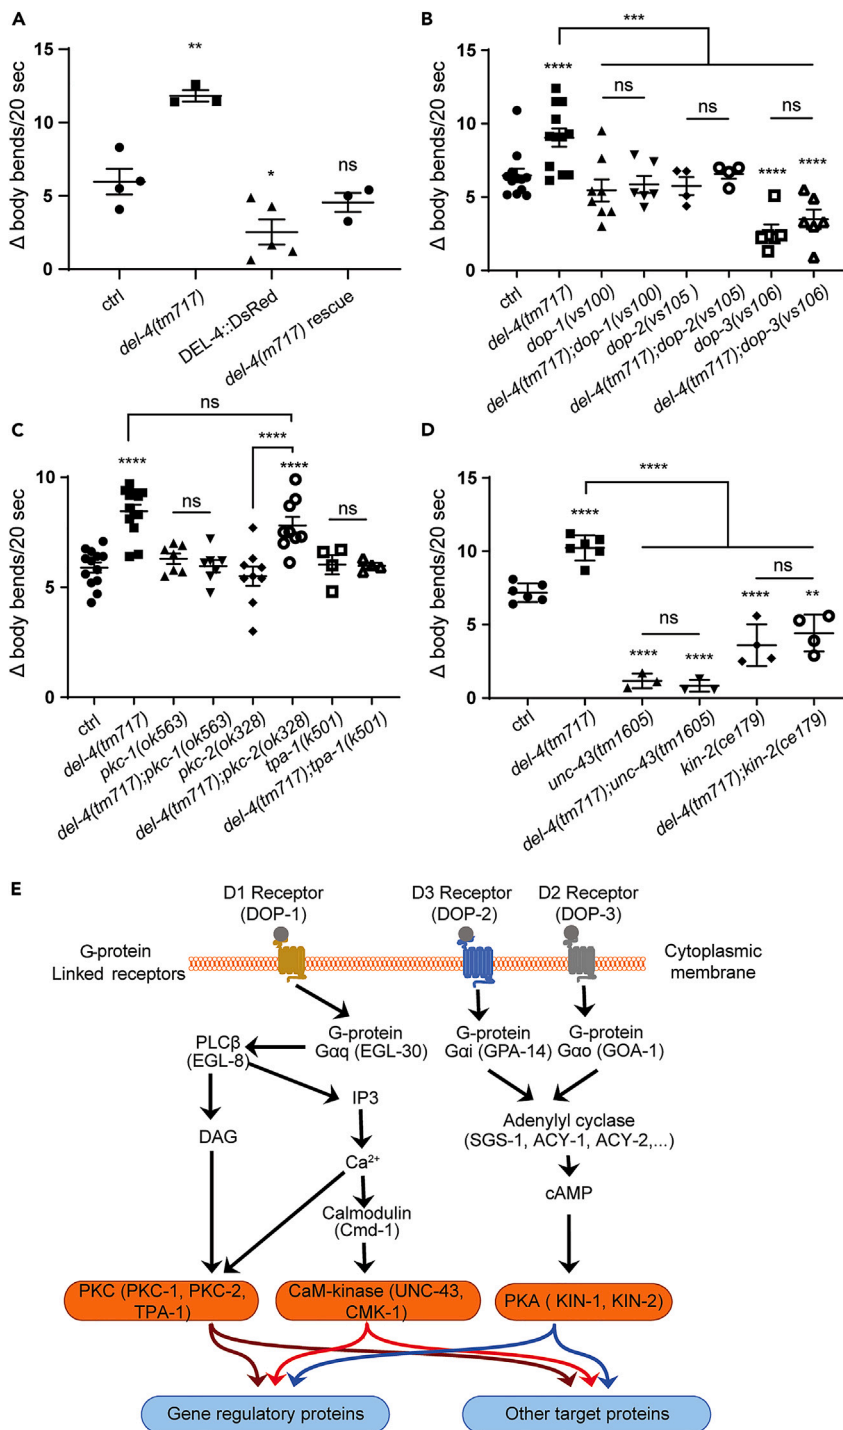 A
Δ body bends/20 sec
15
10
5
0
**
*
ns
ctrl
del-4(tm717)
DEL-4::DsRed
del-4(m717) rescue
B
Δ body bends/20 sec
15
10
5
0
***
****
ns
ns
ns
****
****
ctrl
del-4(tm717)
dop-1(vs100)
del-4(tm717);dop-1(vs100)
dop-2(vs105 )
del-4(tm717);dop-2(vs105)
dop-3(vs106)
del-4(tm717);dop-3(vs106)
C
Δ body bends/20 sec
10
5
0
ns
****
ns
****
****
ns
ctrl
del-4(tm717)
pkc-1(ok563)
del-4(tm717);pkc-1(ok563)
pkc-2(ok328)
del-4(tm717);pkc-2(ok328)
tpa-1(k501)
del-4(tm717);tpa-1(k501)
D
Δ body bends/20 sec
15
10
5
0
****
****
ns
****
****
ns
****
**
ctrl
del-4(tm717)
unc-43(tm1605)
del-4(tm717);unc-43(tm1605)
kin-2(ce179)
del-4(tm717);kin-2(ce179)
E
D1 Receptor
(DOP-1)
D3 Receptor
(DOP-2)
D2 Receptor
(DOP-3)
G-protein
Linked receptors
Cytoplasmic
membrane
PLCβ
(EGL-8)
G-protein
Gαq (EGL-30)
G-protein
Gαi (GPA-14)
G-protein
Gαo (GOA-1)
IP3
DAG
Adenylyl cyclase
(SGS-1, ACY-1, ACY-2,...)
Ca²⁺
cAMP
Calmodulin
(Cmd-1)
PKC (PKC-1, PKC-2,
TPA-1)
CaM-kinase (UNC-43,
CMK-1)
PKA ( KIN-1, KIN-2)
Gene regulatory proteins
Other target proteins